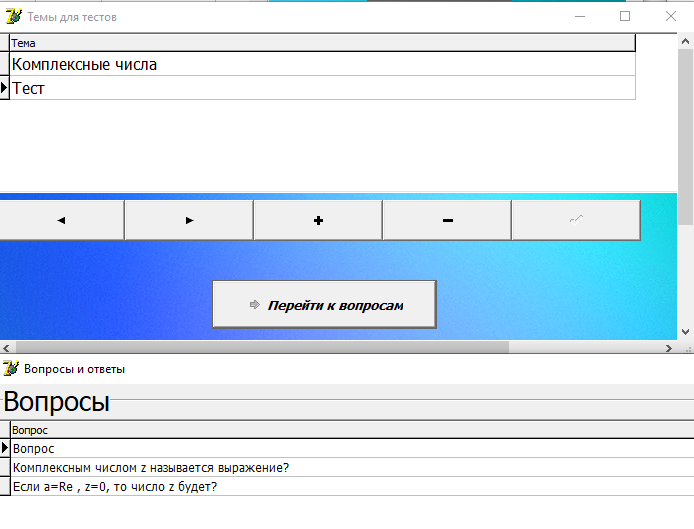 Темы для тестов
Тема
Комплексные числа
Тест
Перейти к вопросам
Вопросы и ответы
Вопросы
Вопрос
Вопрос
Комплексным числом z называется выражение?
Если a=Re , z=0, то число z будет?